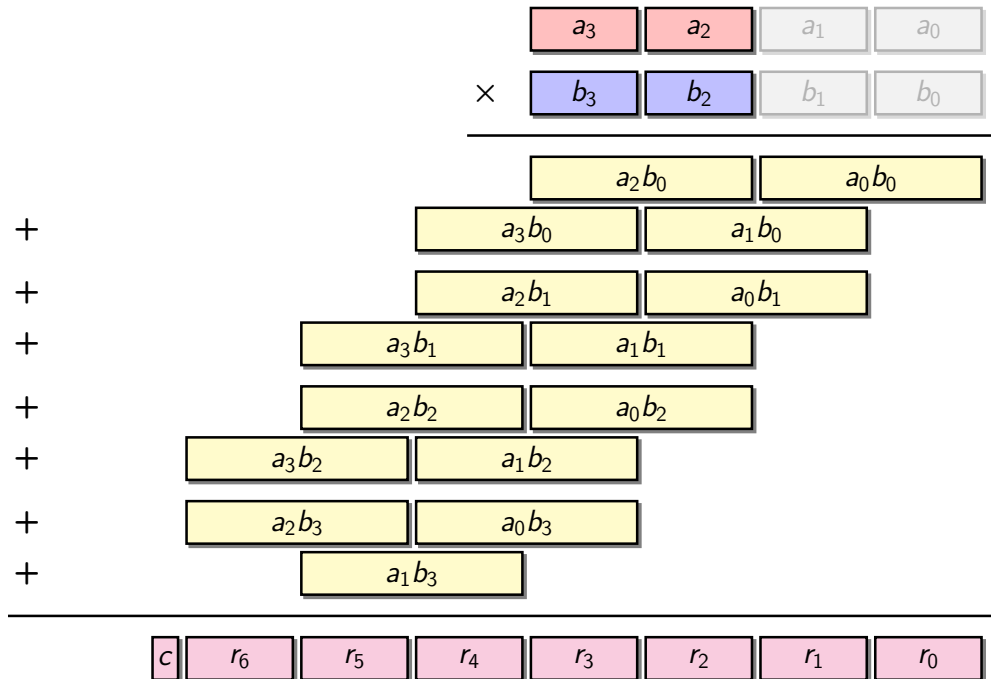 a₃ a₂ a₁ a₀
× b₃ b₂ b₁ b₀
a₂b₀ a₀b₀
+ a₃b₀ a₁b₀
+ a₂b₁ a₀b₁
+ a₃b₁ a₁b₁
+ a₂b₂ a₀b₂
+ a₃b₂ a₁b₂
+ a₂b₃ a₀b₃
+ a₁b₃
c r₆ r₅ r₄ r₃ r₂ r₁ r₀